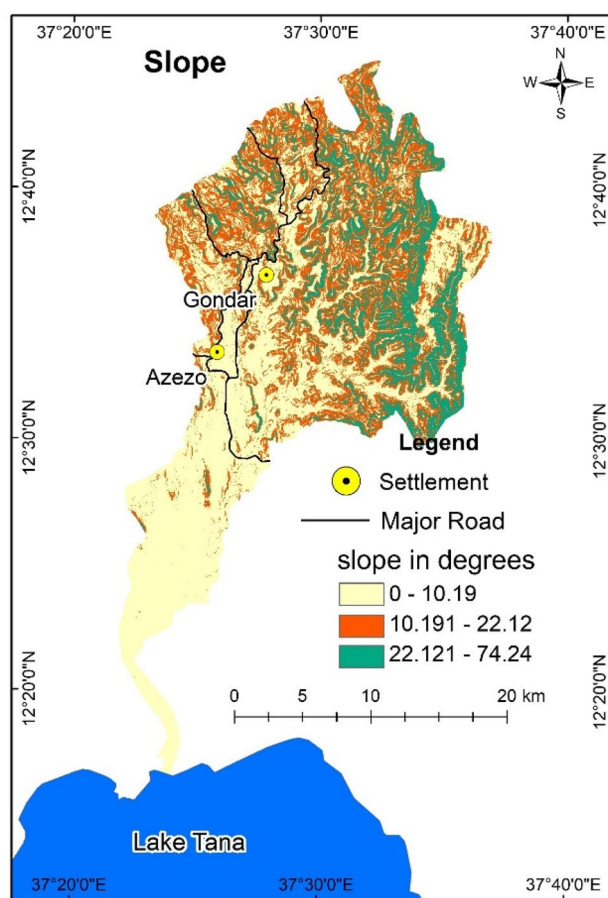 37°20'0"E 37°30'0"E 37°40'0"E
Slope
N
W E
S
12°40'0"N 12°40'0"N
Gondar
Azezo
12°30'0"N 12°30'0"N
Legend
Settlement
Major Road
slope in degrees
0 - 10.19
10.191 - 22.12
22.121 - 74.24
12°20'0"N 12°20'0"N
0 5 10 20 km
Lake Tana
37°20'0"E 37°30'0"E 37°40'0"E